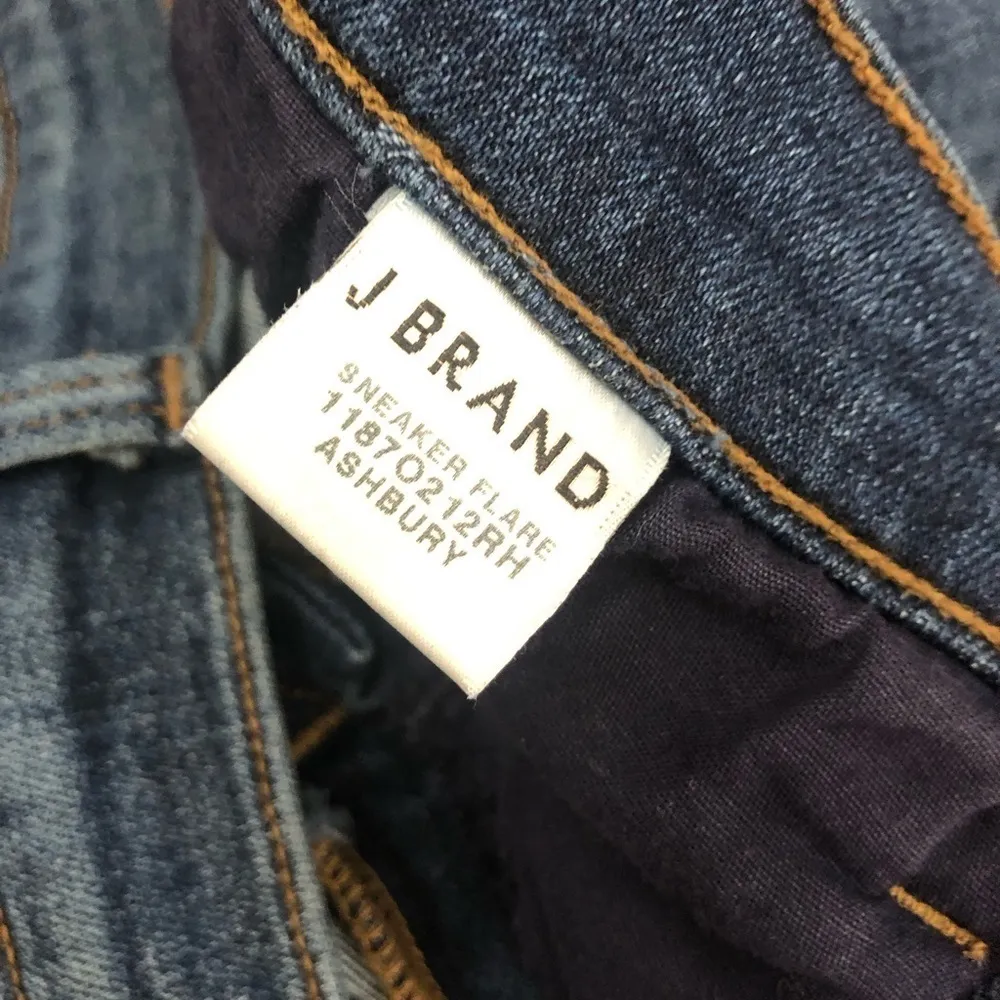 J BRAND
SNEAKER FLARE
1187O212RH
ASHBURY